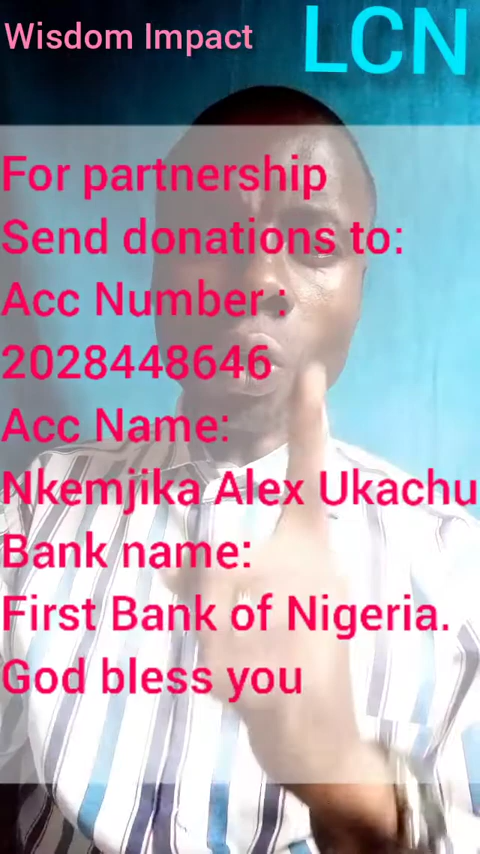 Wisdom Impact
LCN
For partnership
Send donations to:
Acc Number :
2028448646
Acc Name:
Nkemjika Alex Ukachu
Bank name:
First Bank of Nigeria.
God bless you